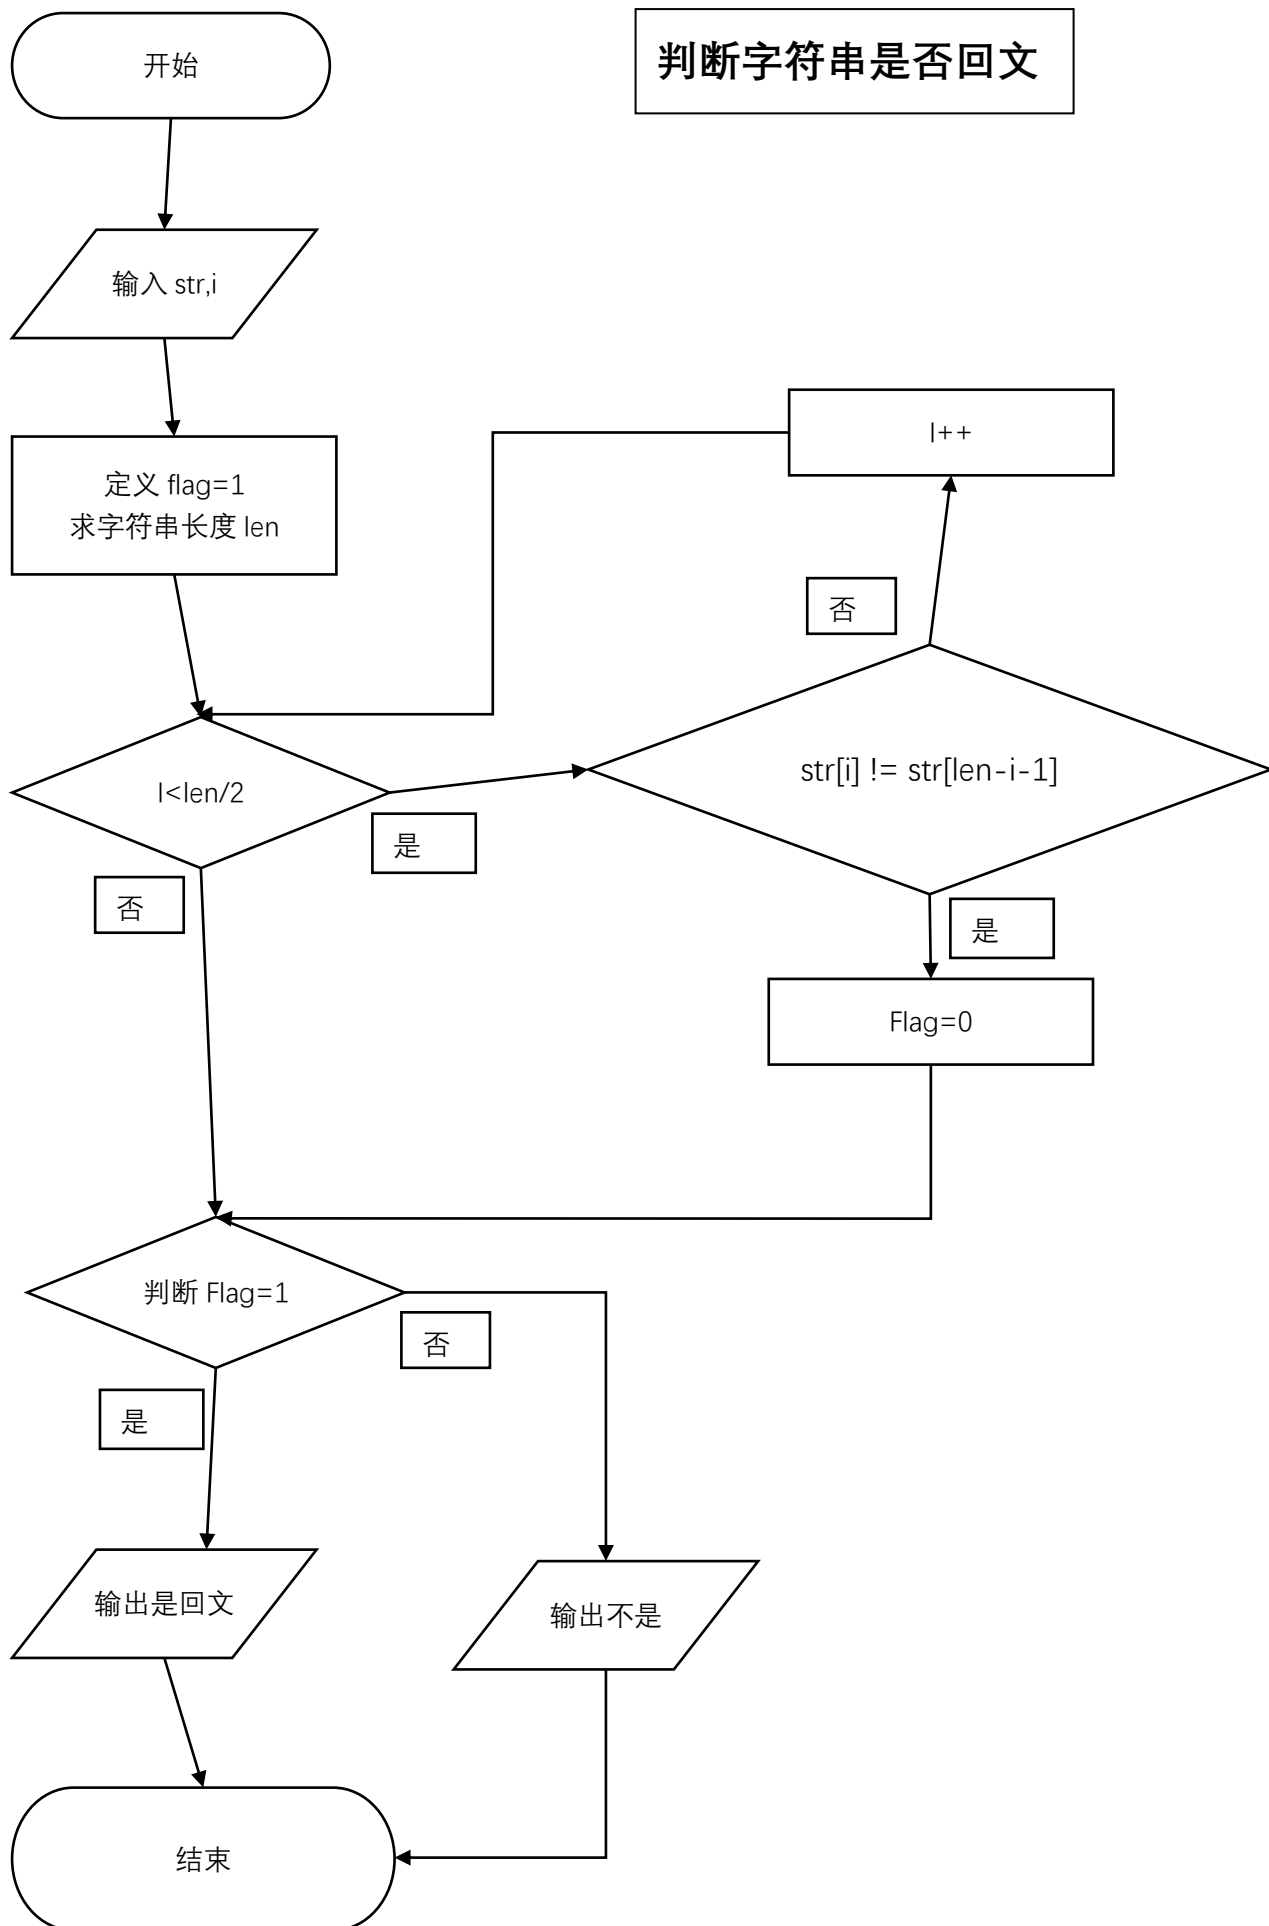 开始
判断字符串是否回文
输入 str,i
定义 flag=1
求字符串长度 len
I++
否
I<len/2
是
str[i] != str[len-i-1]
否
是
Flag=0
判断 Flag=1
否
是
输出是回文
输出不是
结束